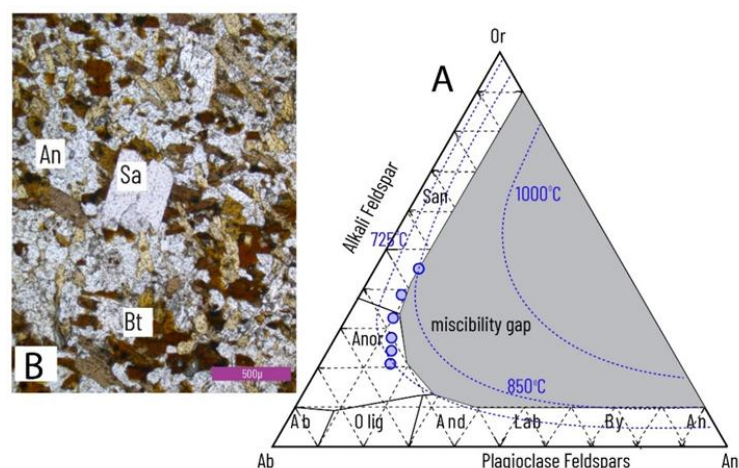 A
B
An
Sa
Bt
500µ
Or
Alkali Feldspar
San
725°C
1000°C
miscibility gap
Anor
850°C
Ab
Olig
And
Lab
By
An
Ab
Plagioclase Feldspars
An